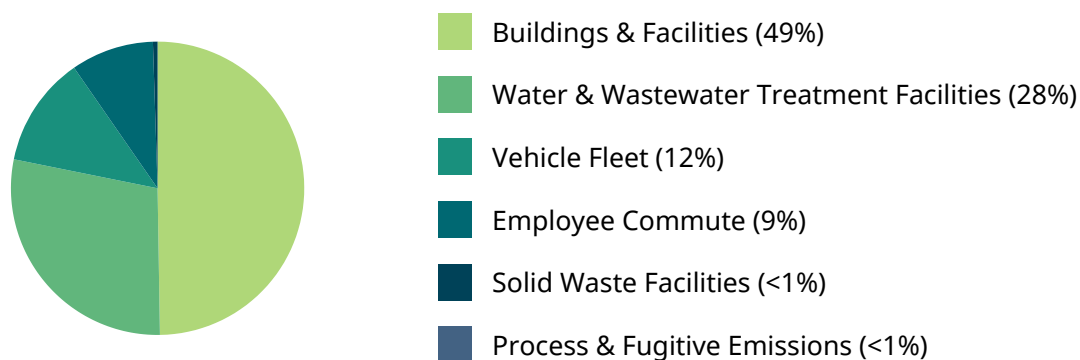 Buildings & Facilities (49%)
Water & Wastewater Treatment Facilities (28%)
Vehicle Fleet (12%)
Employee Commute (9%)
Solid Waste Facilities (<1%)
Process & Fugitive Emissions (<1%)